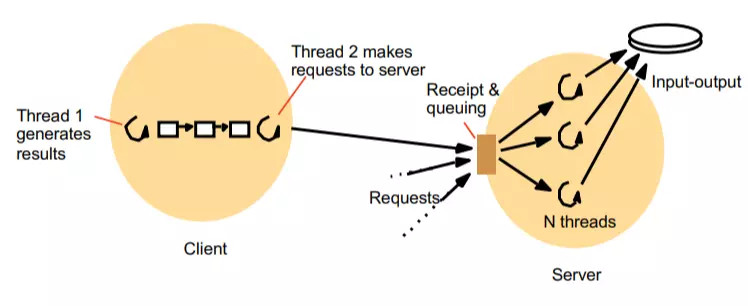 Thread 2 makes
requests to server
Thread 1
generates
results
Receipt &
queuing
Input-output
Requests
N threads
Client
Server